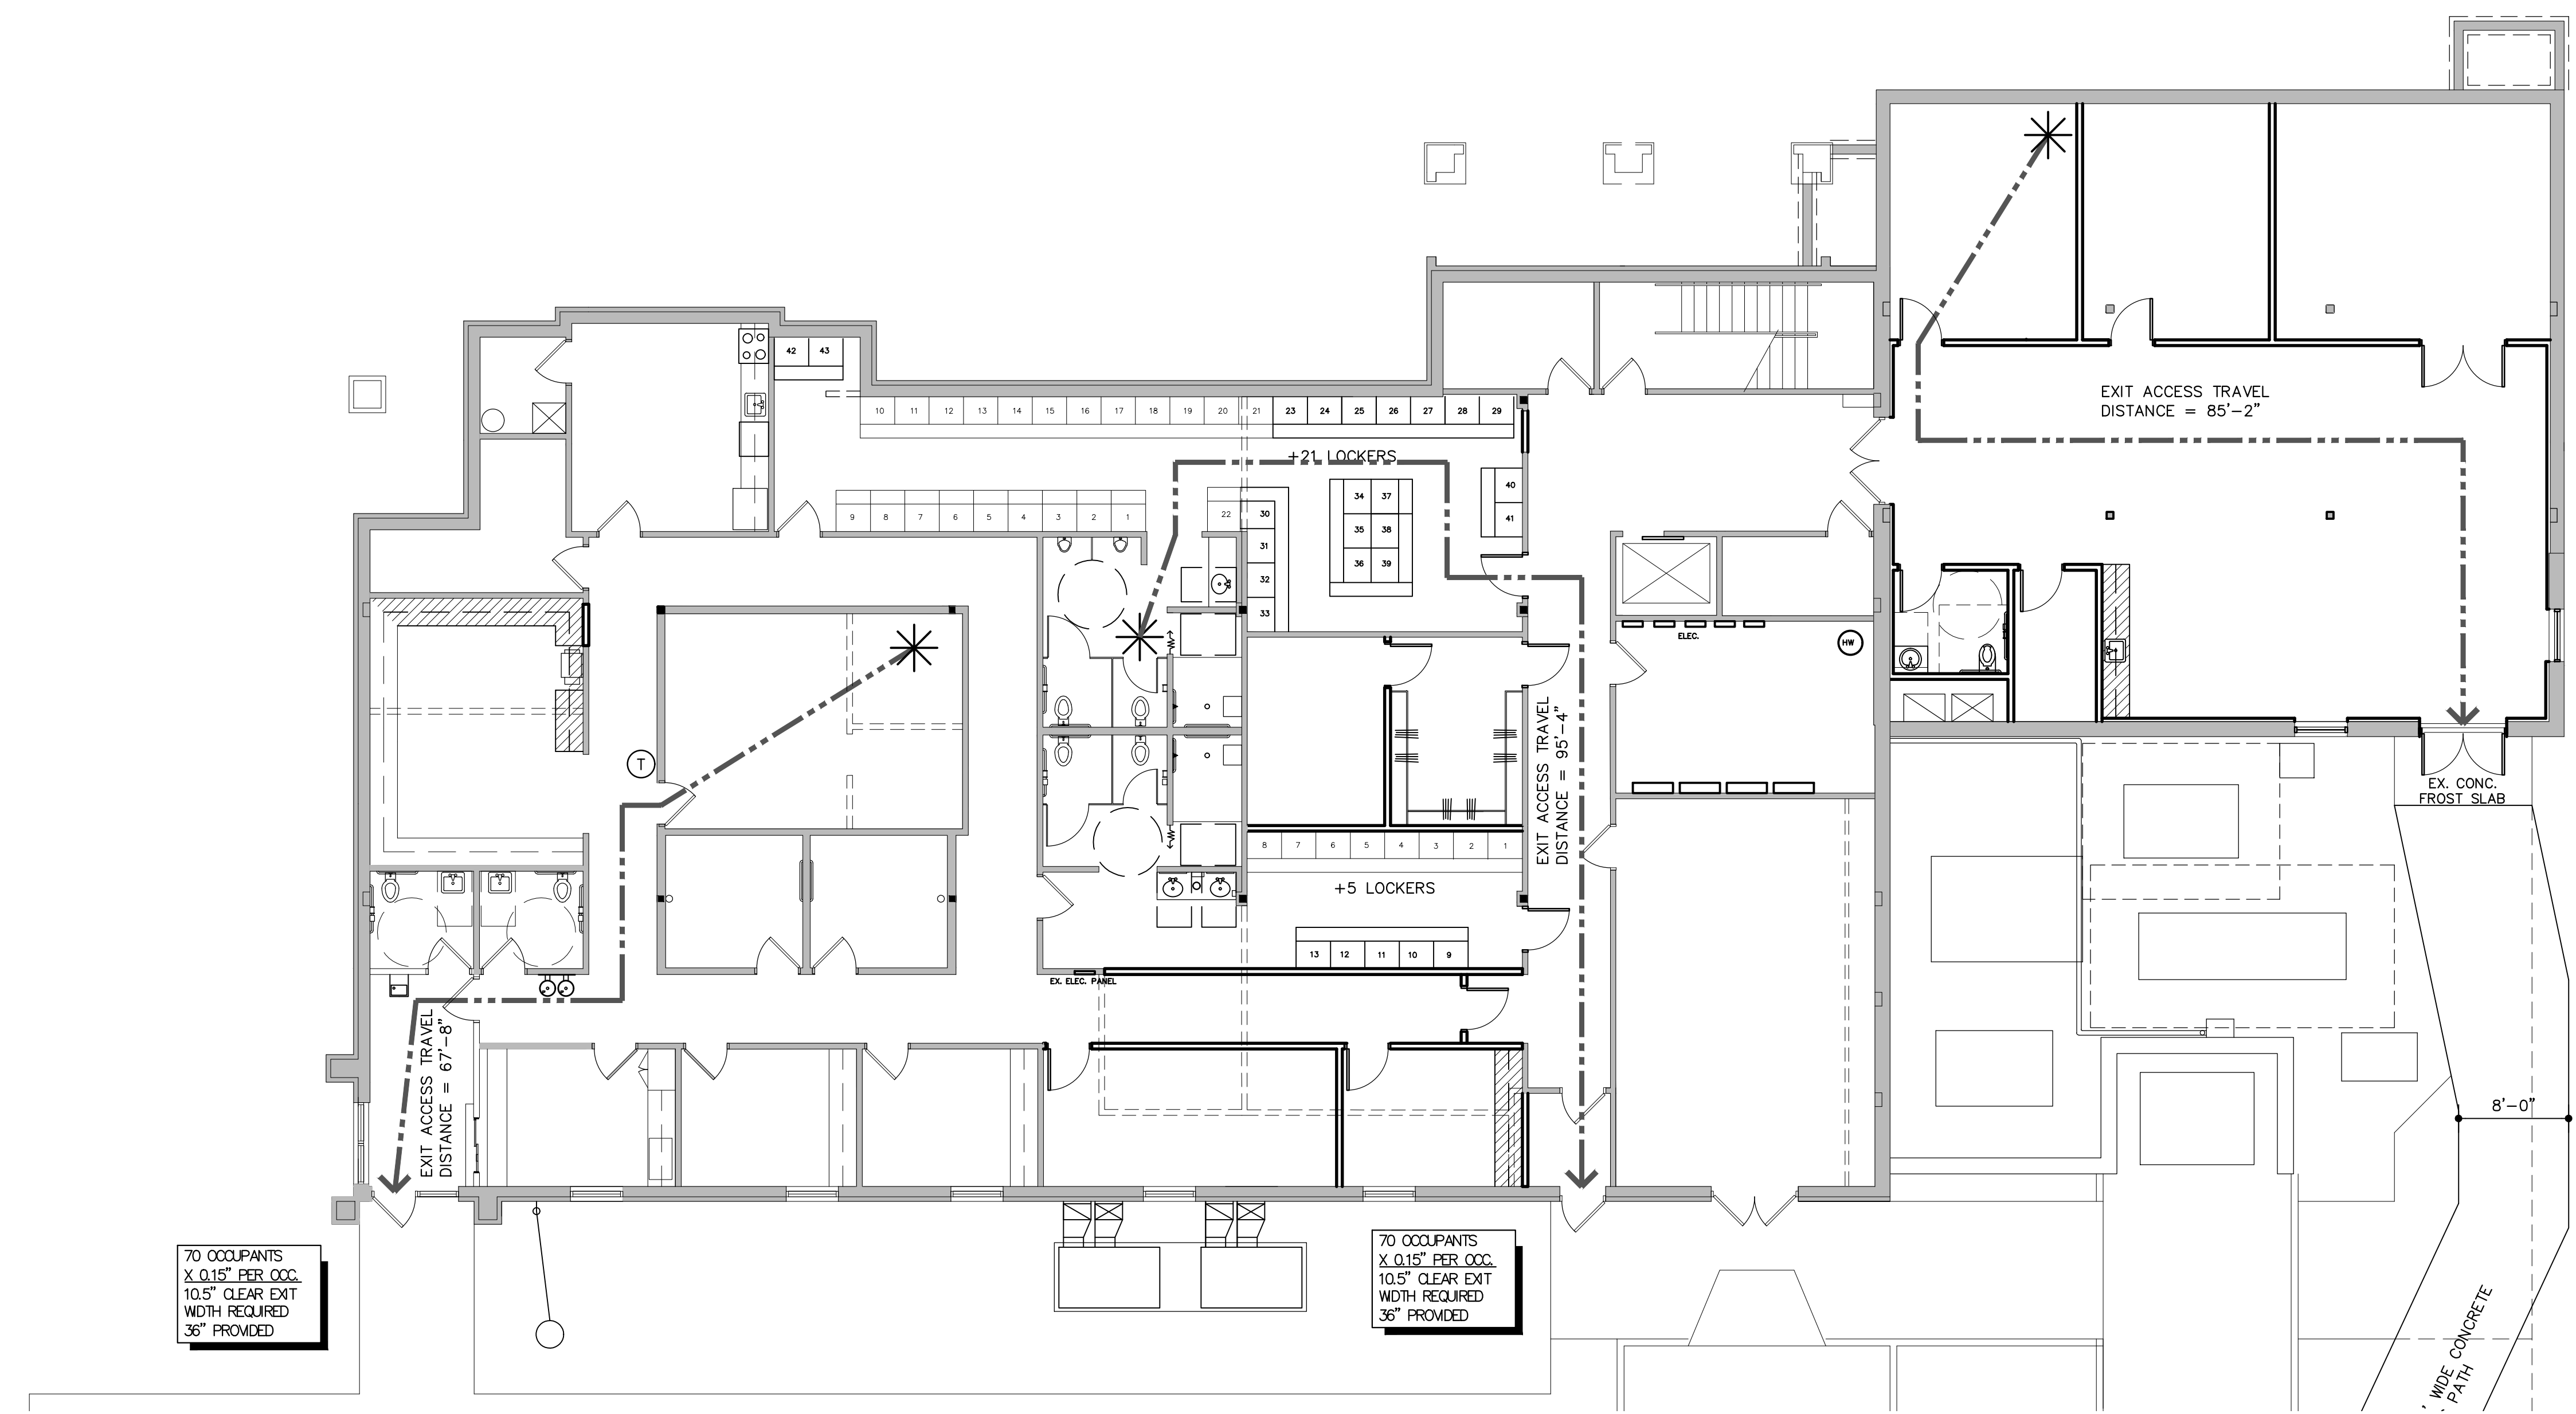 42 43
10 11 12 13 14 15 16 17 18 19 20 21 23 24 25 26 27 28 29
EXIT ACCESS TRAVEL
DISTANCE = 85'-2"
+21 LOCKERS
9 8 7 6 5 4 3 2 1 22
30
31
32
33
34 37
35 38
36 39
40
41
ELEC.
HW
T
EXIT ACCESS TRAVEL
DISTANCE = 95'-4"
8 7 6 5 4 3 2 1
+5 LOCKERS
13 12 11 10 9
EX. ELEC. PANEL
EX. CONC.
FROST SLAB
EXIT ACCESS TRAVEL
DISTANCE = 67'-8"
8'-0"
70 OCCUPANTS
X 0.15" PER OCC.
10.5" CLEAR EXIT
WIDTH REQUIRED
36" PROVIDED
70 OCCUPANTS
X 0.15" PER OCC.
10.5" CLEAR EXIT
WIDTH REQUIRED
36" PROVIDED
' WIDE CONCRETE
PATH